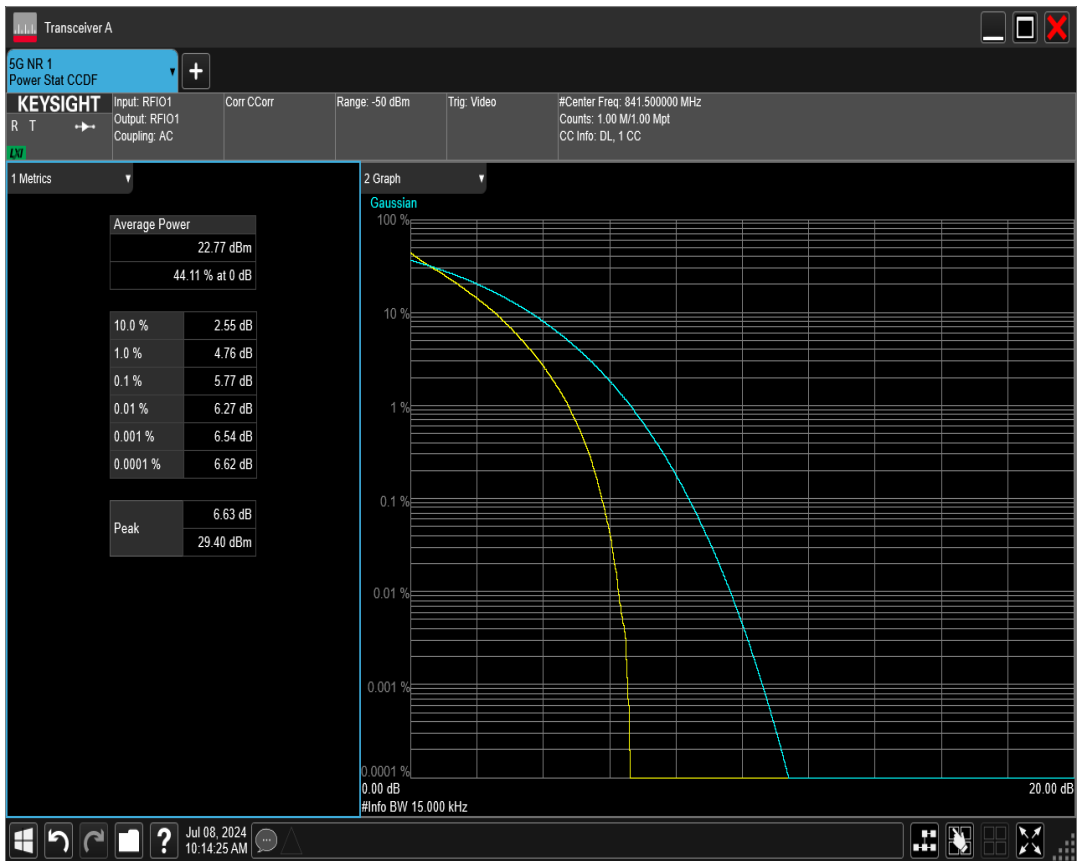 Transceiver A
5G NR 1
Power Stat CCDF
+
KEYSIGHT
R T
LXI
Input: RFIO1
Output: RFIO1
Coupling: AC
Corr CCorr
Range: -50 dBm
Trig: Video
#Center Freq: 841.500000 MHz
Counts: 1.00 M/1.00 Mpt
CC Info: DL, 1 CC
1 Metrics
Average Power
22.77 dBm
44.11 % at 0 dB
10.0 % 2.55 dB
1.0 % 4.76 dB
0.1 % 5.77 dB
0.01 % 6.27 dB
0.001 % 6.54 dB
0.0001 % 6.62 dB
Peak 6.63 dB
29.40 dBm
2 Graph
Gaussian
100 %
10 %
1 %
0.1 %
0.01 %
0.001 %
0.0001 %
0.00 dB 20.00 dB
#Info BW 15.000 kHz
?
Jul 08, 2024
10:14:25 AM